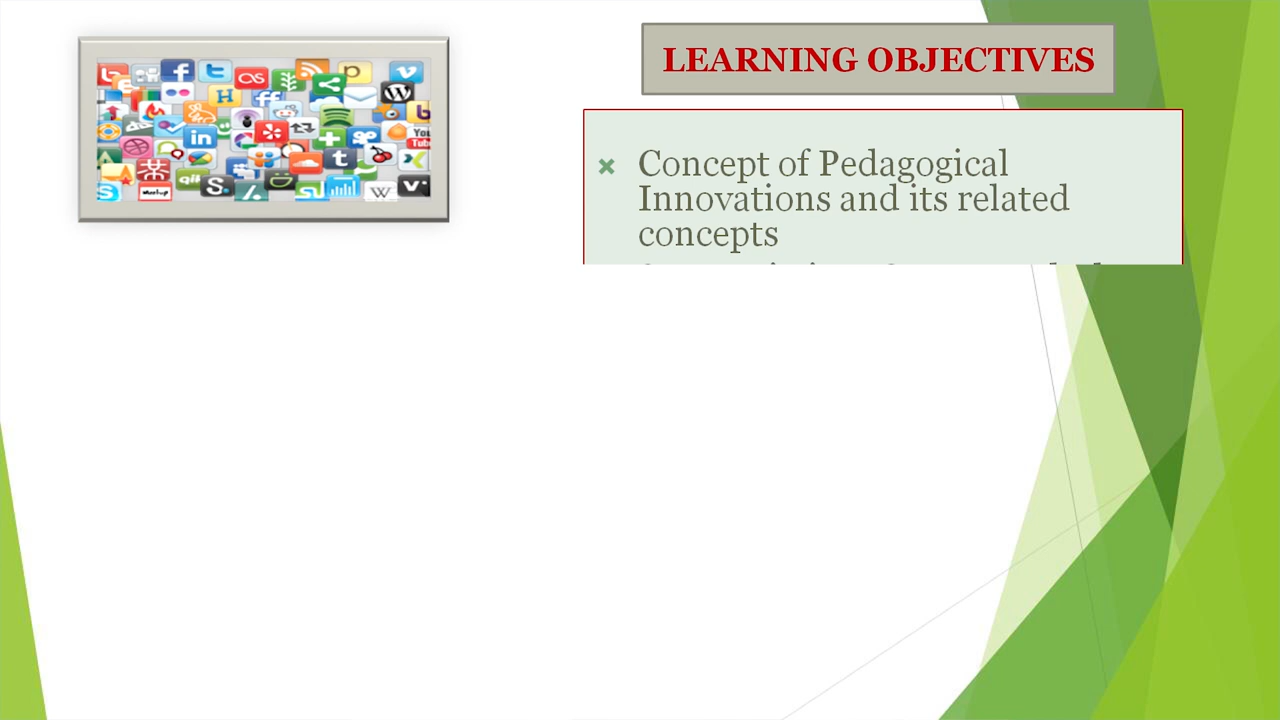 LEARNING OBJECTIVES
Concept of Pedagogical
Innovations and its related
concepts